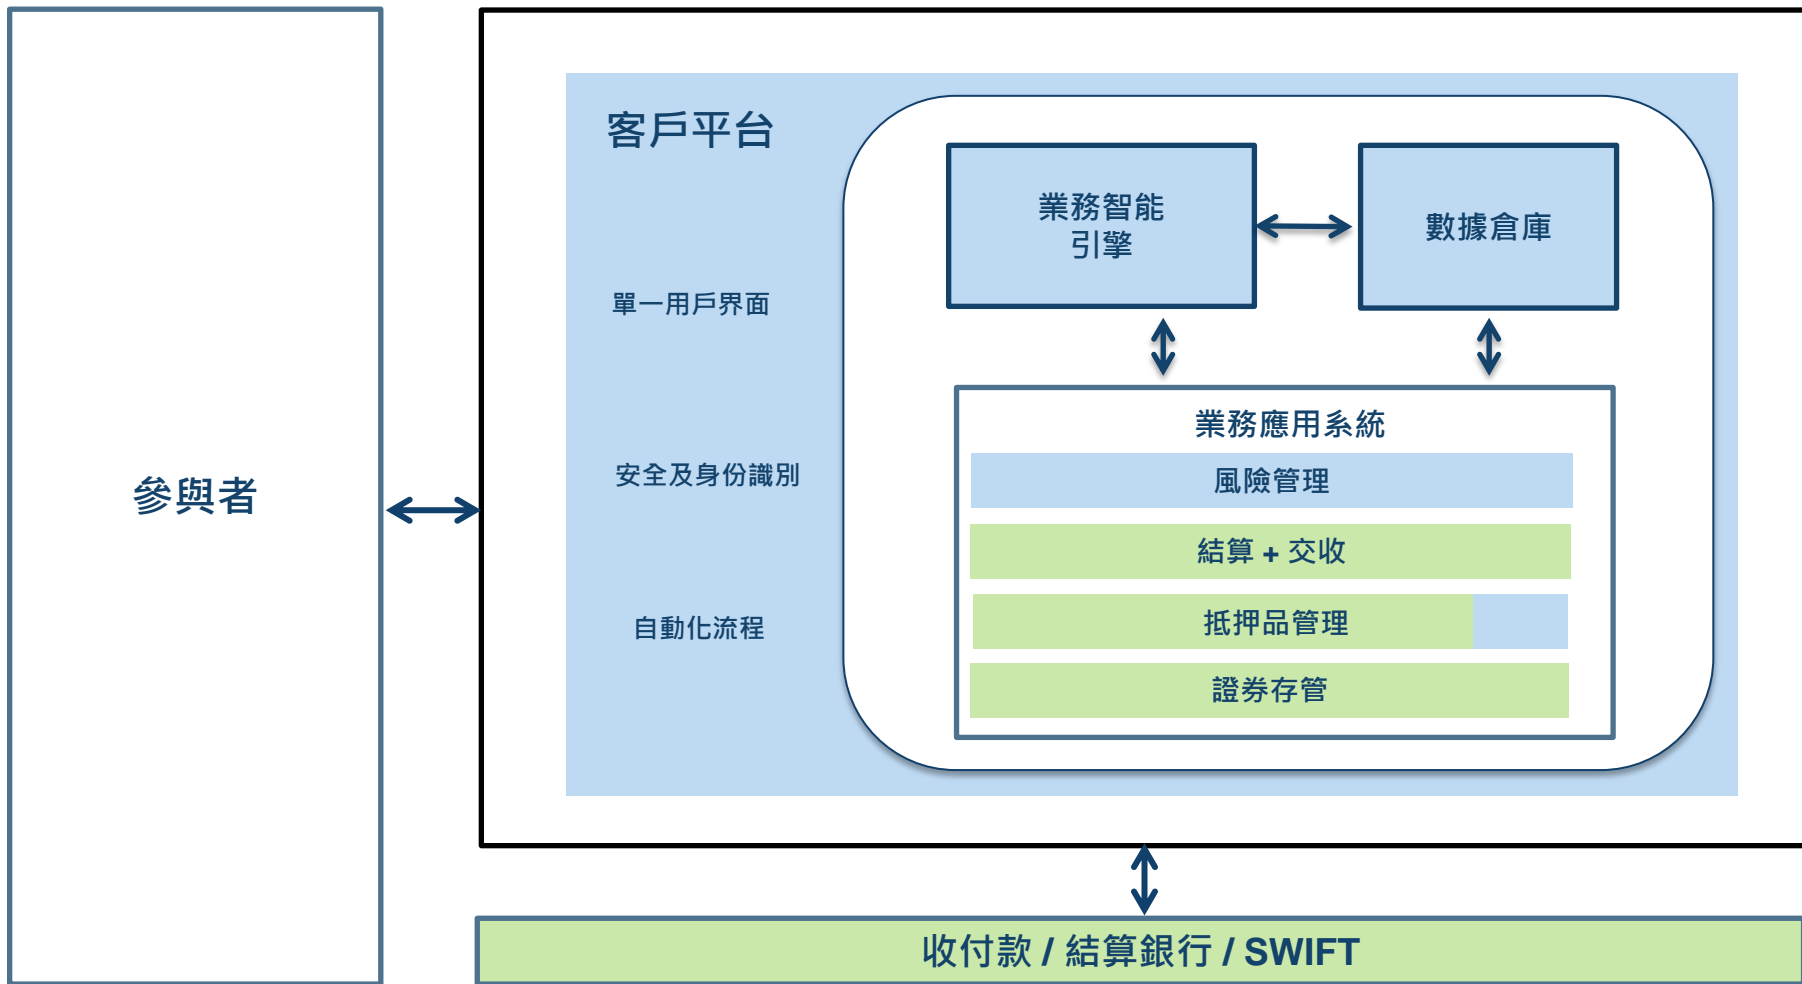 參與者
客戶平台
單一用戶界面
安全及身份識別
自動化流程
業務智能
引擎
數據倉庫
業務應用系統
風險管理
結算 + 交收
抵押品管理
證券存管
收付款 / 結算銀行 / SWIFT